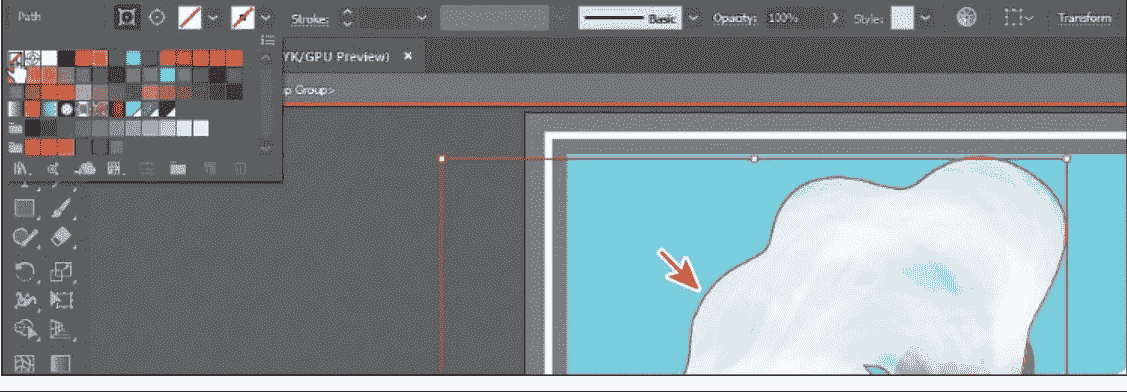 Path
Stroke:
Basic
Opacity: 100%
Style:
Transform
YK/GPU Preview) ×
p Group>